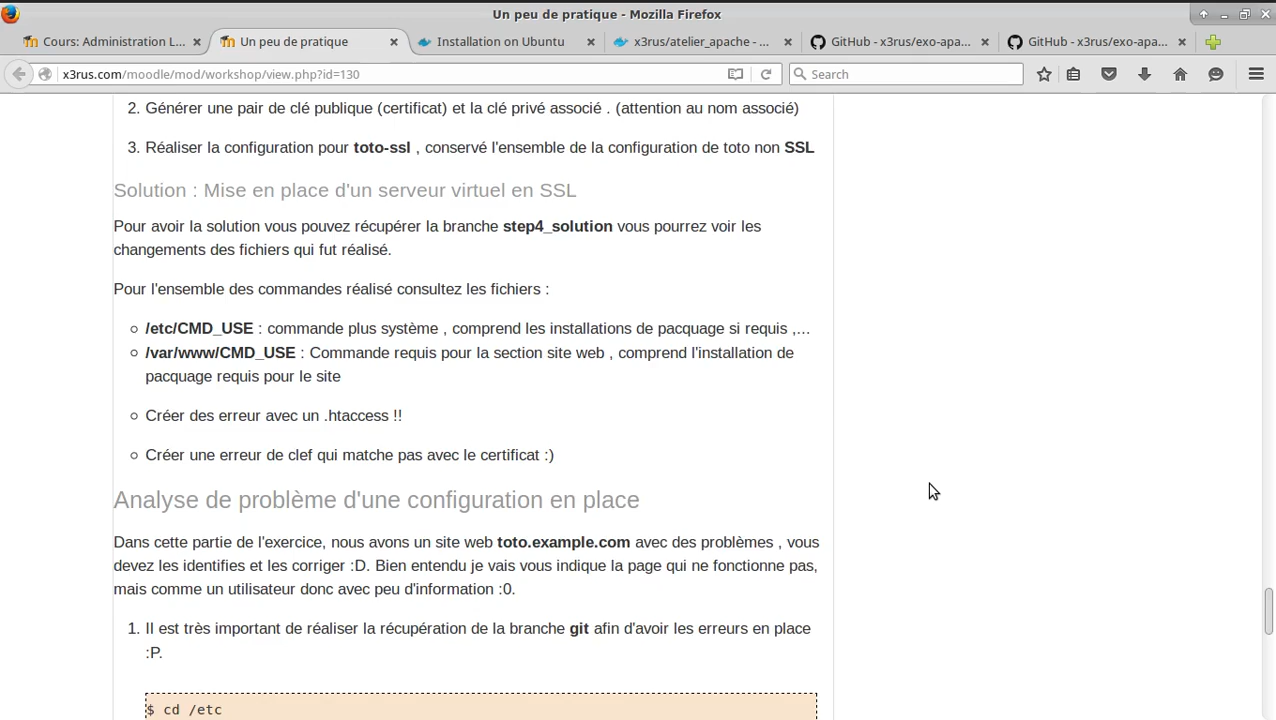 Un peu de pratique - Mozilla Firefox
Cours: Administration L...
Un peu de pratique
Installation on Ubuntu
x3rus/atelier_apache - ...
GitHub - x3rus/exo-apa...
GitHub - x3rus/exo-apa...
x3rus.com/moodle/mod/workshop/view.php?id=130
Search
2. Générer une pair de clé publique (certificat) et la clé privé associé . (attention au nom associé)
3. Réaliser la configuration pour toto-ssl , conservé l'ensemble de la configuration de toto non SSL
Solution : Mise en place d'un serveur virtuel en SSL
Pour avoir la solution vous pouvez récupérer la branche step4_solution vous pourrez voir les
changements des fichiers qui fut réalisé.
Pour l'ensemble des commandes réalisé consultez les fichiers :
/etc/CMD_USE : commande plus système , comprend les installations de pacquage si requis ,…
/var/www/CMD_USE : Commande requis pour la section site web , comprend l'installation de
pacquage requis pour le site
Créer des erreur avec un .htaccess !!
Créer une erreur de clef qui matche pas avec le certificat :)
Analyse de problème d'une configuration en place
Dans cette partie de l'exercice, nous avons un site web toto.example.com avec des problèmes , vous
devez les identifies et les corriger :D. Bien entendu je vais vous indique la page qui ne fonctionne pas,
mais comme un utilisateur donc avec peu d'information :0.
1. Il est très important de réaliser la récupération de la branche git afin d'avoir les erreurs en place
:P.
$ cd /etc